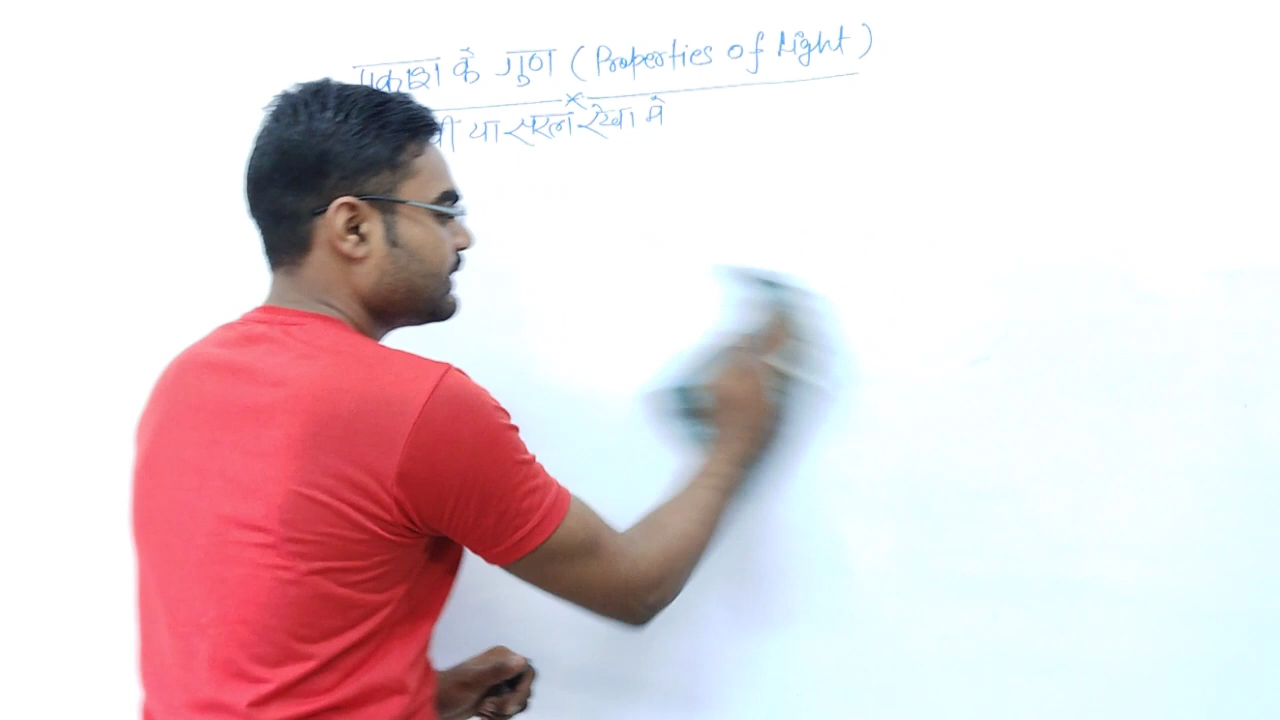 प्रकाश के गुण (Properties of Light)
या सरल रेखा में